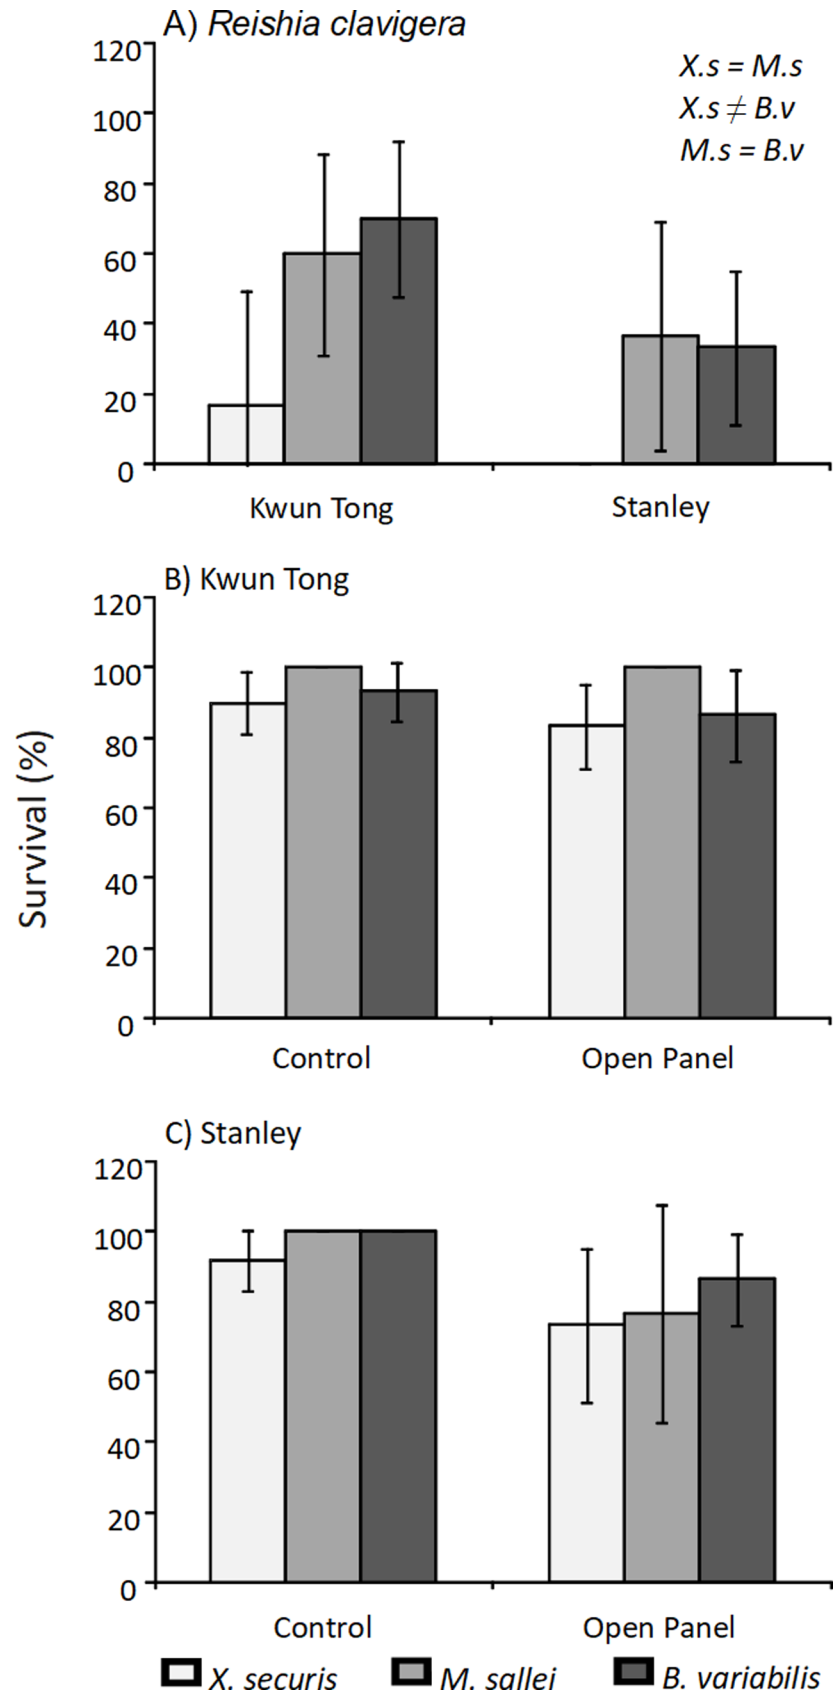 A) Reishia clavigera
120
100
80
60
40
20
0
X.s = M.s
X.s ≠ B.v
M.s = B.v
Kwun Tong Stanley
B) Kwun Tong
120
100
80
60
40
20
0
Control Open Panel
Survival (%)
C) Stanley
120
100
80
60
40
20
0
Control Open Panel
X. securis M. sallei B. variabilis